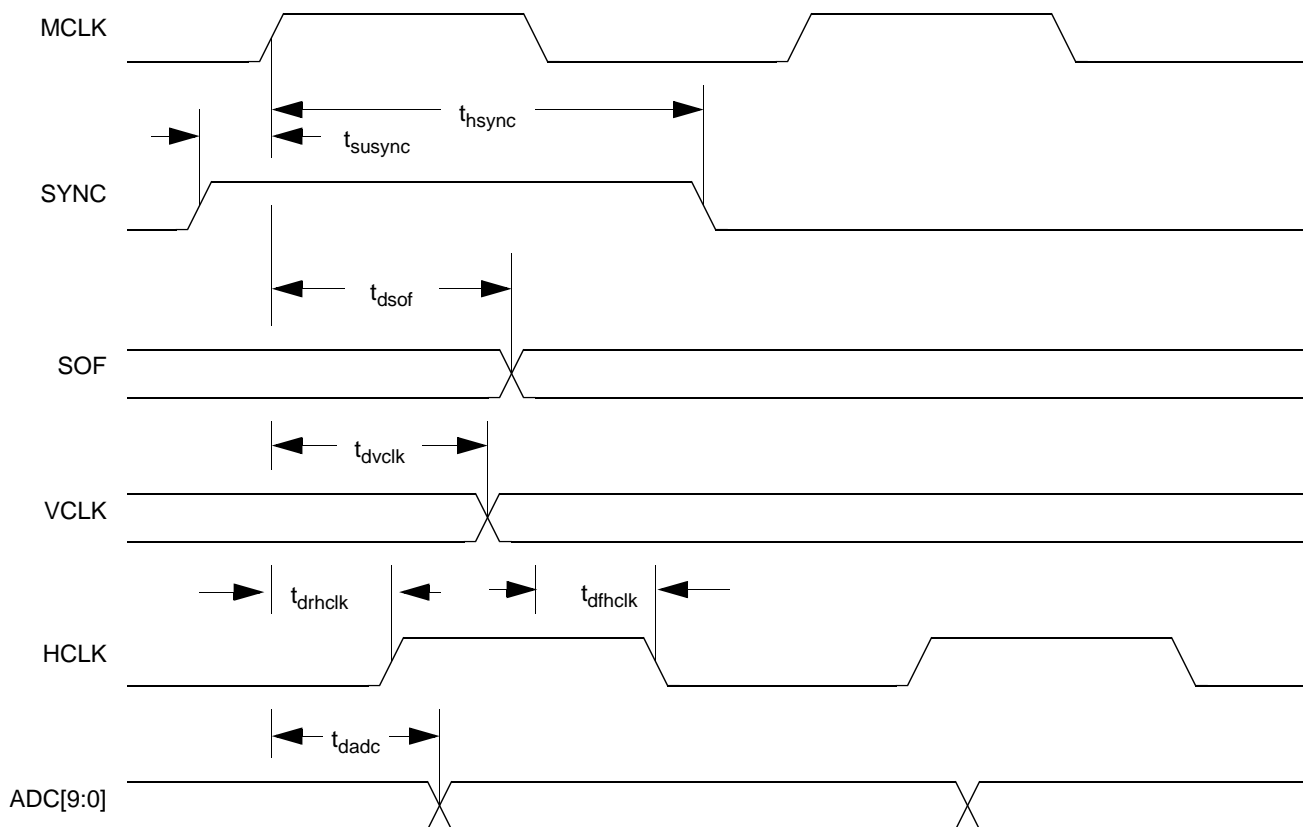 MCLK
thsync
tsusync
SYNC
tdsof
SOF
tdvclk
VCLK
tdrhclk
tdfhclk
HCLK
tdadc
ADC[9:0]